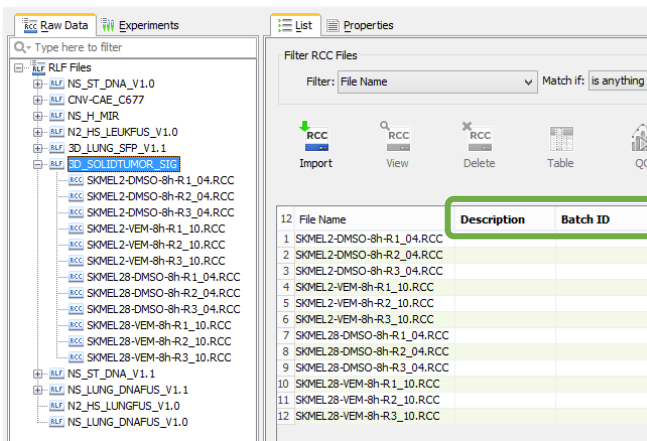 Raw Data Experiments
Type here to filter
RLF Files
NS_ST_DNA_V1.0
CNV-CAE_C677
NS_H_MIR
N2_HS_LEUKFUS_V1.0
3D_LUNG_SFP_V1.1
3D_SOLIDTUMOR_SIG
SKMEL2-DMSO-8h-R1_04.RCC
SKMEL2-DMSO-8h-R2_04.RCC
SKMEL2-DMSO-8h-R3_04.RCC
SKMEL2-VEM-8h-R1_10.RCC
SKMEL2-VEM-8h-R2_10.RCC
SKMEL2-VEM-8h-R3_10.RCC
SKMEL28-DMSO-8h-R1_04.RCC
SKMEL28-DMSO-8h-R2_04.RCC
SKMEL28-DMSO-8h-R3_04.RCC
SKMEL28-VEM-8h-R1_10.RCC
SKMEL28-VEM-8h-R2_10.RCC
SKMEL28-VEM-8h-R3_10.RCC
NS_ST_DNA_V1.1
NS_LUNG_DNAFUS_V1.1
N2_HS_LUNGFUS_V1.0
NS_LUNG_DNAFUS_V1.0
List Properties
Filter RCC Files
Filter: File Name Match if: is anything
RCC RCC RCC
Import View Delete Table QC
12 File Name Description Batch ID
1 SKMEL2-DMSO-8h-R1_04.RCC
2 SKMEL2-DMSO-8h-R2_04.RCC
3 SKMEL2-DMSO-8h-R3_04.RCC
4 SKMEL2-VEM-8h-R1_10.RCC
5 SKMEL2-VEM-8h-R2_10.RCC
6 SKMEL2-VEM-8h-R3_10.RCC
7 SKMEL28-DMSO-8h-R1_04.RCC
8 SKMEL28-DMSO-8h-R2_04.RCC
9 SKMEL28-DMSO-8h-R3_04.RCC
10 SKMEL28-VEM-8h-R1_10.RCC
11 SKMEL28-VEM-8h-R2_10.RCC
12 SKMEL28-VEM-8h-R3_10.RCC